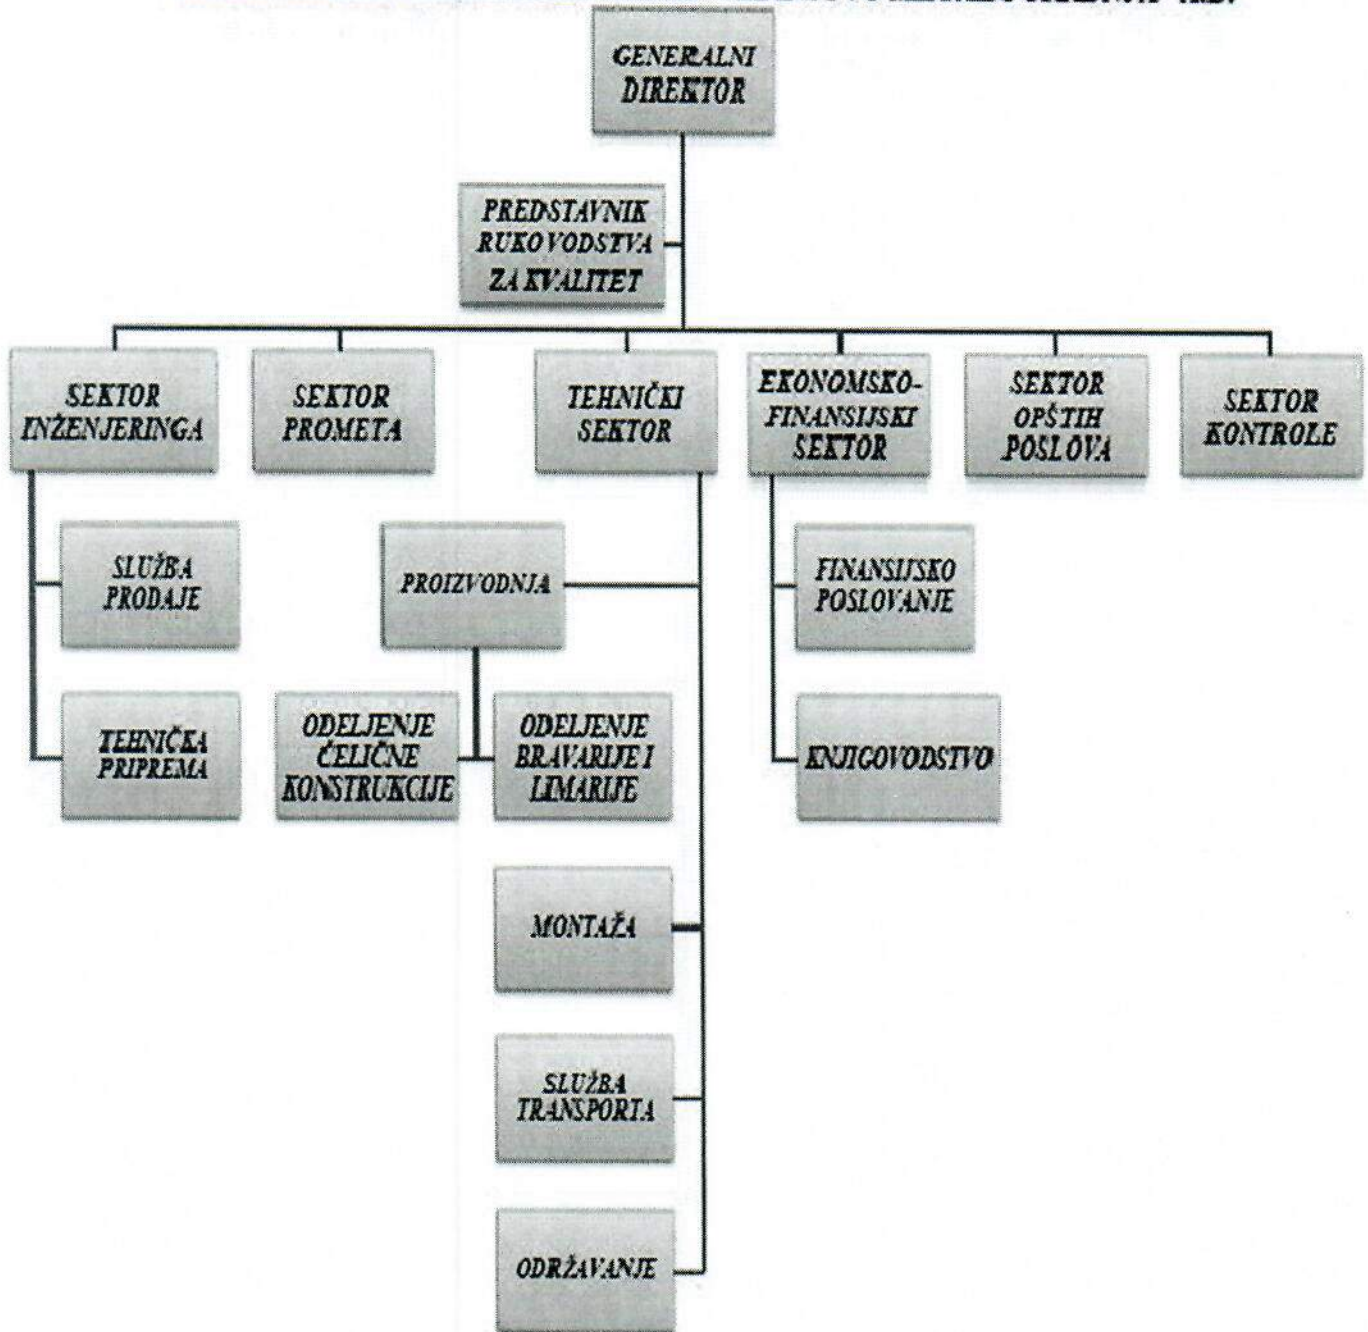 GENERALNI
DIREKTOR
PREDSTAVNIK
RUKOVODSTVA
ZA KVALITET
SEKTOR
INŽENJERINGA
SEKTOR
PROMETA
TEHNIČKI
SEKTOR
EKONOMSKO-
FINANSIJSKI
SEKTOR
SEKTOR
OPŠTIH
POSLOVA
SEKTOR
KONTROLE
SLUŽBA
PRODAJE
PROIZVODNJA
FINANSIJSKO
POSLOVANJE
TEHNIČKA
PRIPREMA
ODELJENJE
ČELIČNE
KONSTRUKCIJE
ODELJENJE
BRAVARIJE I
LIMARIJE
KNJIGOVODSTVO
MONTAŽA
SLUŽBA
TRANSPORTA
ODRŽAVANJE